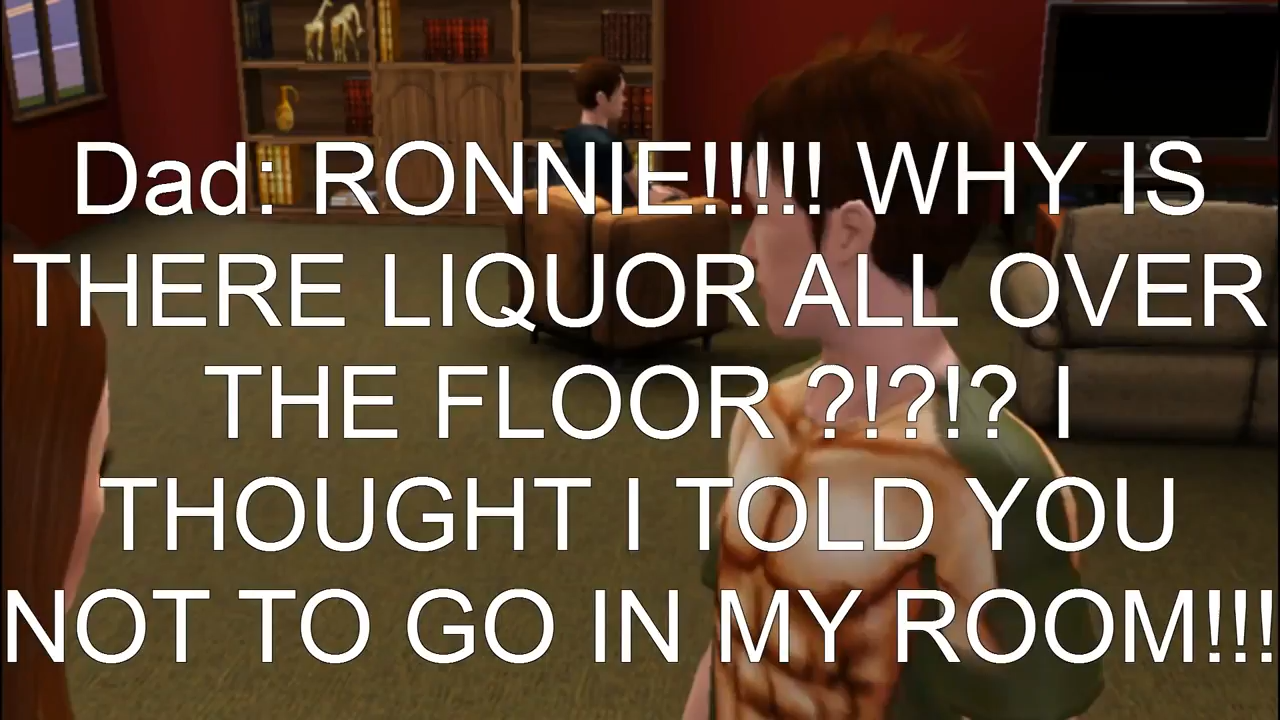 Dad: RONNIE!!!!! WHY IS
THERE LIQUOR ALL OVER
THE FLOOR ?!?!? I
THOUGHT I TOLD YOU
NOT TO GO IN MY ROOM!!!